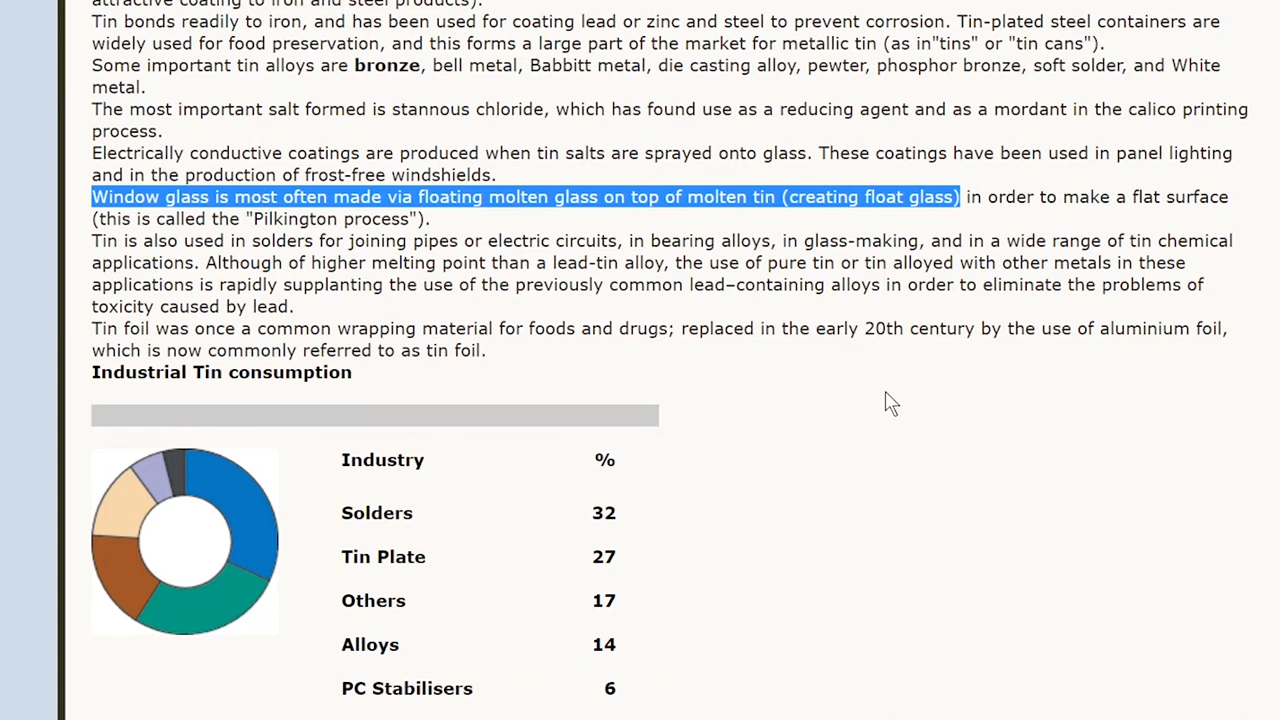 attractive coating to iron and steel products).
Tin bonds readily to iron, and has been used for coating lead or zinc and steel to prevent corrosion. Tin-plated steel containers are
widely used for food preservation, and this forms a large part of the market for metallic tin (as in"tins" or "tin cans").
Some important tin alloys are bronze, bell metal, Babbitt metal, die casting alloy, pewter, phosphor bronze, soft solder, and White
metal.
The most important salt formed is stannous chloride, which has found use as a reducing agent and as a mordant in the calico printing
process.
Electrically conductive coatings are produced when tin salts are sprayed onto glass. These coatings have been used in panel lighting
and in the production of frost-free windshields.
Window glass is most often made via floating molten glass on top of molten tin (creating float glass) in order to make a flat surface
(this is called the "Pilkington process").
Tin is also used in solders for joining pipes or electric circuits, in bearing alloys, in glass-making, and in a wide range of tin chemical
applications. Although of higher melting point than a lead-tin alloy, the use of pure tin or tin alloyed with other metals in these
applications is rapidly supplanting the use of the previously common lead–containing alloys in order to eliminate the problems of
toxicity caused by lead.
Tin foil was once a common wrapping material for foods and drugs; replaced in the early 20th century by the use of aluminium foil,
which is now commonly referred to as tin foil.
Industrial Tin consumption
Industry %
Solders 32
Tin Plate 27
Others 17
Alloys 14
PC Stabilisers 6